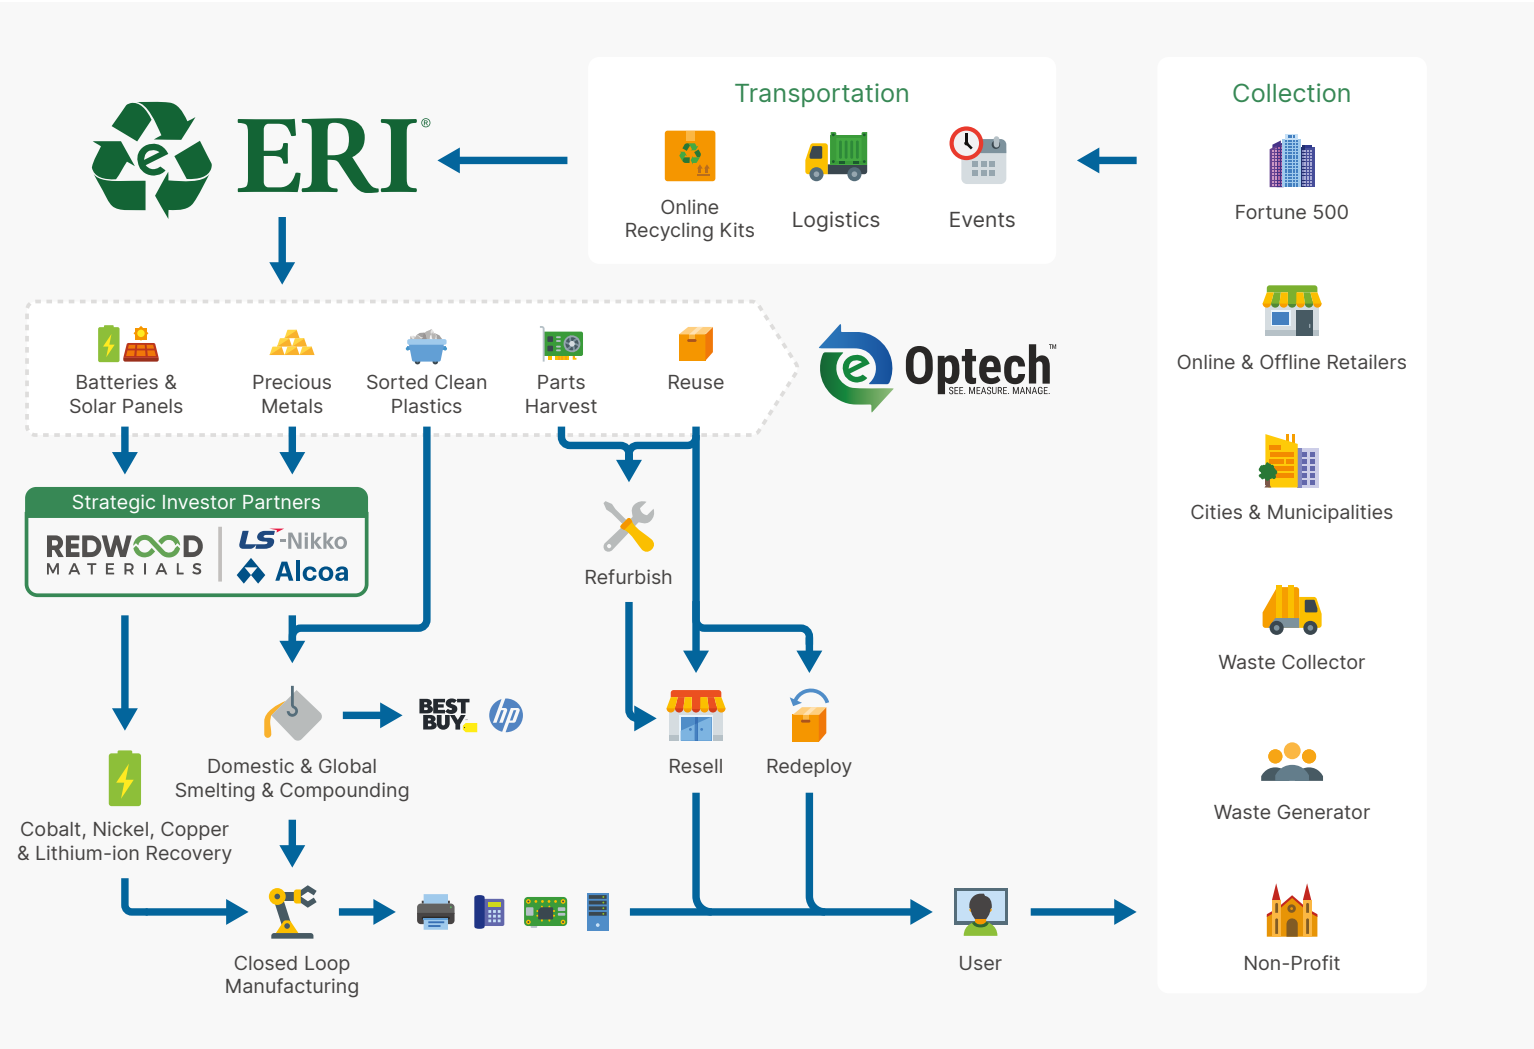 Transportation
Collection
e
ERI®
Online
Recycling Kits
Logistics
Events
Fortune 500
Online & Offline Retailers
Cities & Municipalities
Waste Collector
Waste Generator
Non-Profit
Batteries &
Solar Panels
Precious
Metals
Sorted Clean
Plastics
Parts
Harvest
Reuse
e
Optech™
SEE. MEASURE. MANAGE.
Strategic Investor Partners
REDWOOD
MATERIALS
LS-Nikko
Alcoa
Refurbish
BEST
BUY
hp
Domestic & Global
Smelting & Compounding
Resell
Redeploy
Cobalt, Nickel, Copper
& Lithium-ion Recovery
Closed Loop
Manufacturing
User